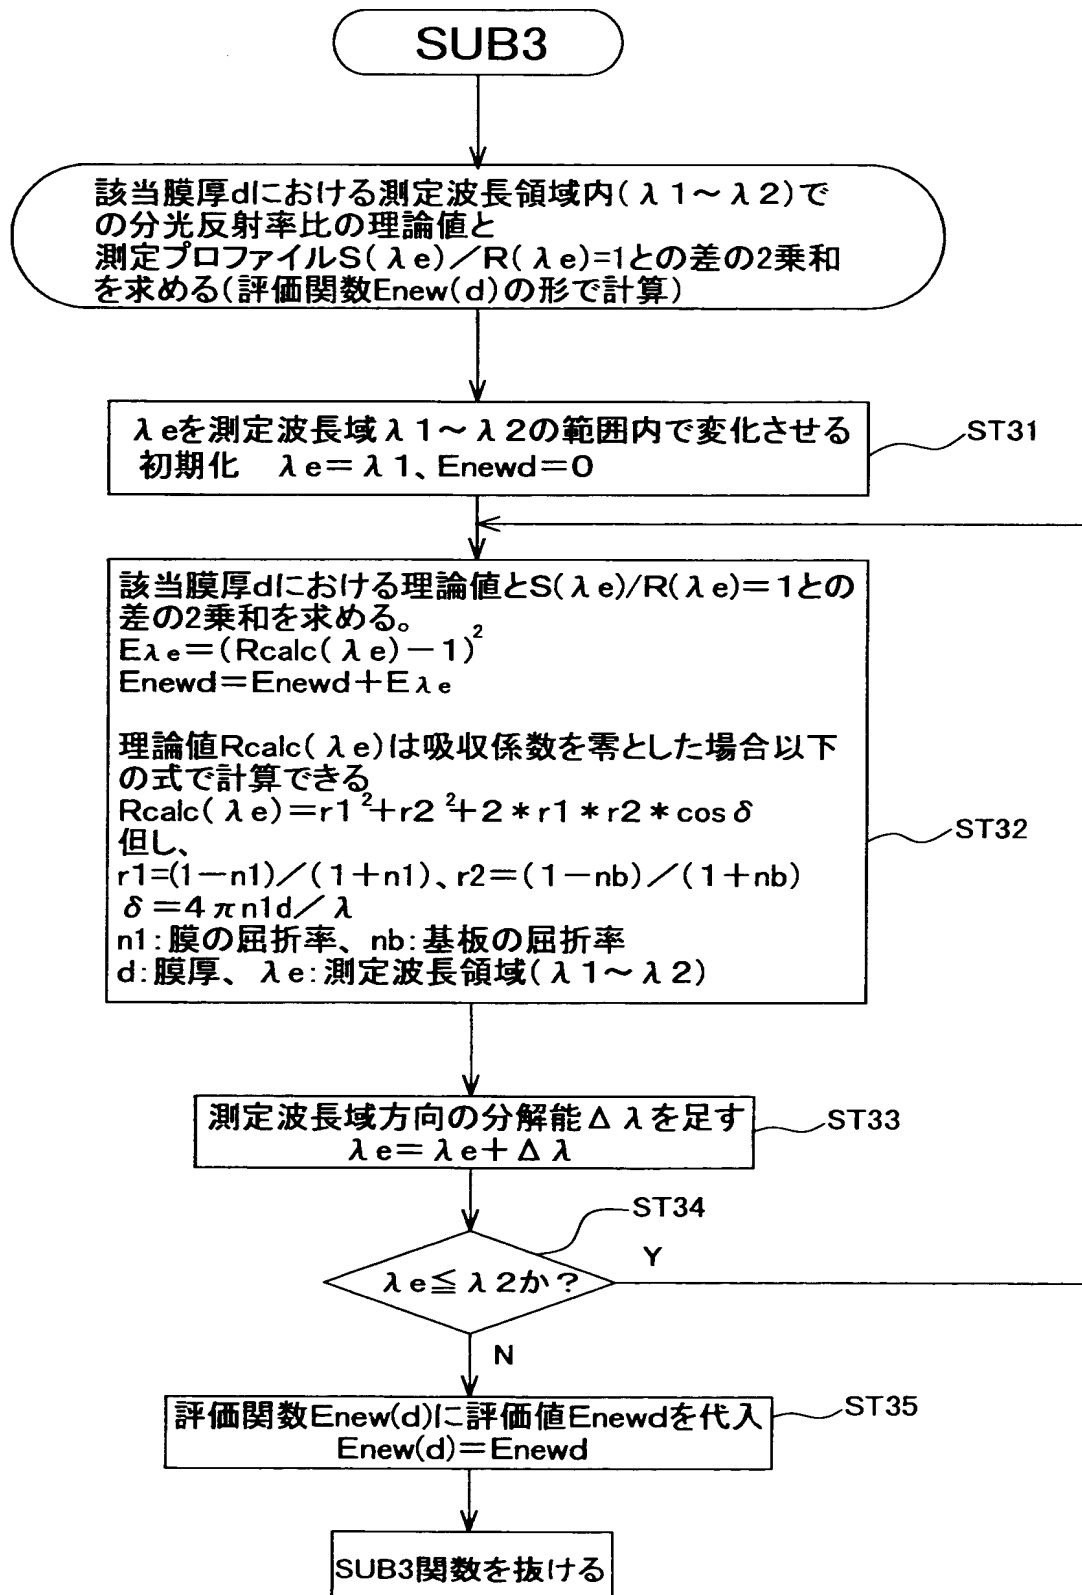 SUB3
該当膜厚dにおける測定波長領域内(λ1～λ2)で
の分光反射率比の理論値と
測定プロファイルS(λe)／R(λe)=1との差の2乗和
を求める(評価関数Enew(d)の形で計算)
λeを測定波長域λ1～λ2の範囲内で変化させる
初期化　λe＝λ1、Enewd＝0
ST31
該当膜厚dにおける理論値とS(λe)/R(λe)＝1との
差の2乗和を求める。
Eλe＝(Rcalc(λe)－1)²
Enewd＝Enewd＋Eλe
理論値Rcalc(λe)は吸収係数を零とした場合以下
の式で計算できる
Rcalc(λe)＝r1²＋r2²＋2＊r1＊r2＊cosδ
但し、
r1=(1－n1)／(1＋n1)、r2＝(1－nb)／(1＋nb)
δ＝4πn1d／λ
n1:膜の屈折率、nb:基板の屈折率
d:膜厚、λe:測定波長領域(λ1～λ2)
ST32
測定波長域方向の分解能Δλを足す
λe＝λe＋Δλ
ST33
ST34
λe≦λ2か？
Y
N
評価関数Enew(d)に評価値Enewdを代入
Enew(d)＝Enewd
ST35
SUB3関数を抜ける